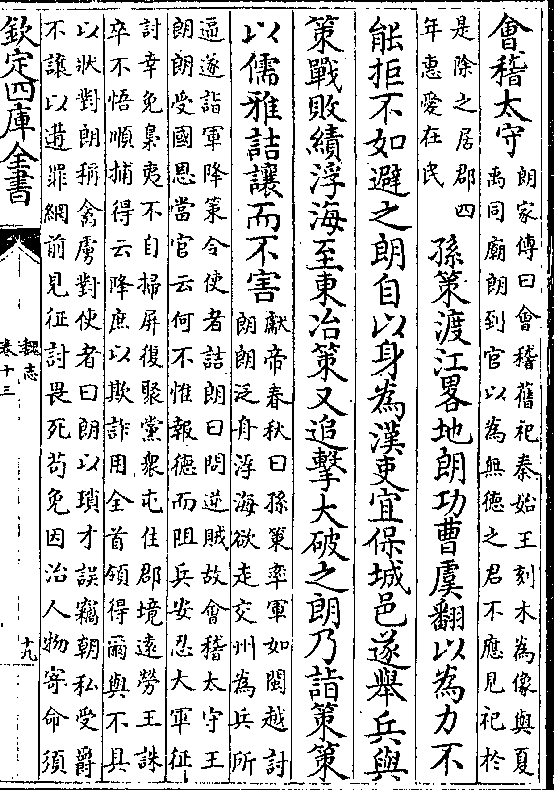 會稽太守
朗家傳曰會稽舊祀秦始王刻木為像與夏
禹同廟朗到官以為無德之君不應見祀於
是除之居郡四
年惠愛在民
孫策渡江畧地朗功曹虞翻以為力不
能拒不如避之朗自以身為漢吏宜保城邑遂舉兵與
策戰敗績浮海至東冶策又追擊大破之朗乃詣策策
以儒雅詰讓而不害
獻帝春秋曰孫策率軍如閩越討
朗朗泛舟浮海欲走交州為兵所
逼遂詣軍降策令使者詰朗曰問逆賊故會稽太守王
朗朗受國恩當官云何不惟報德而阻兵安忍大軍征
討幸免梟夷不自掃屏復聚黨衆屯住郡境遠勞王誅
卒不悟順捕得云降庶以欺詐用全首領得爾與不具
以狀對朗稱禽虜對使者曰朗以瑣才誤竊朝私受爵
不讓以遘罪網前見征討畏死苟免因治人物寄命須
欽定四庫全書
魏志
卷十三
十九